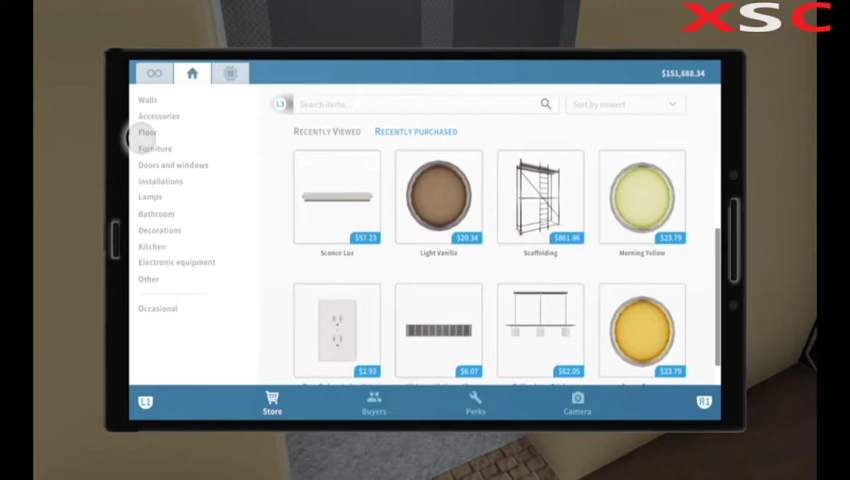 XSC
$151,688.34
Walls
Accessories
Floor
Furniture
Doors and windows
Installations
Lamps
Bathroom
Decorations
Kitchen
Electronic equipment
Other
Occasional
L3
Search items...
Sort by newest
RECENTLY VIEWED
RECENTLY PURCHASED
$57.23
$20.34
$861.86
$23.79
Sconce Lux
Light Vanilla
Scaffolding
Morning Yellow
$2.93
$6.07
$62.05
$23.79
L1
Store
Buyers
Perks
Camera
R1